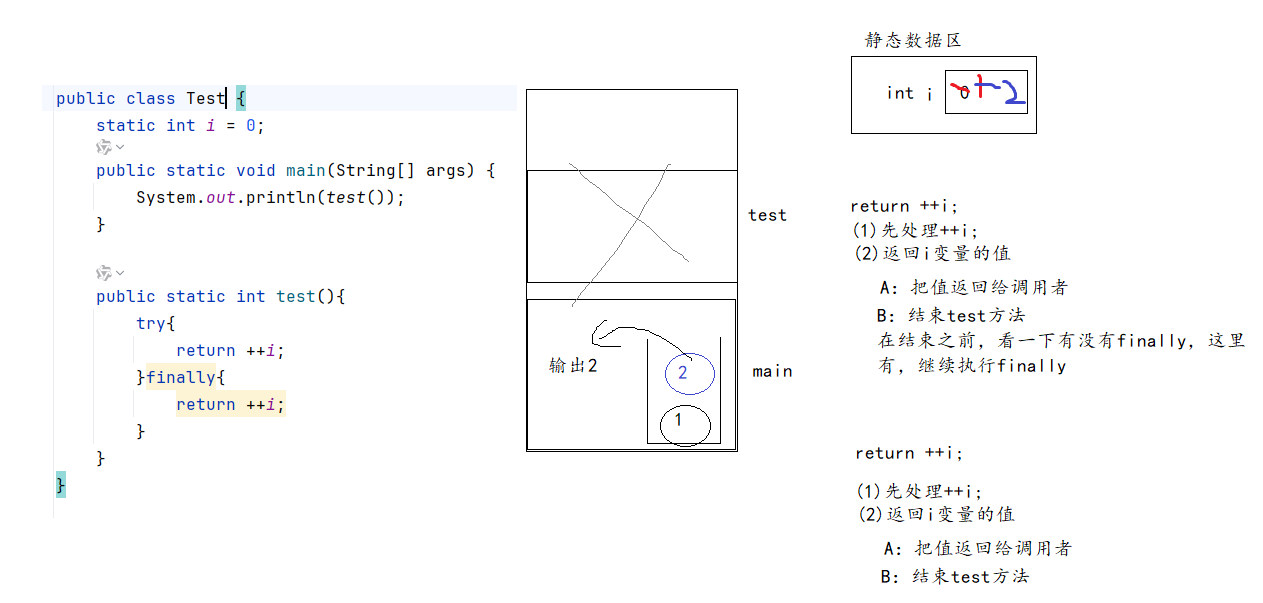 public class Test {
static int i = 0;
public static void main(String[] args) {
System.out.println(test());
}
public static int test(){
try{
return ++i;
}finally{
return ++i;
}
}
}
test
输出2
2
1
main
静态数据区
int i 0 1 2
return ++i;
(1)先处理++i;
(2)返回i变量的值
A: 把值返回给调用者
B: 结束test方法
在结束之前, 看一下有没有finally, 这里
有, 继续执行finally
return ++i;
(1)先处理++i;
(2)返回i变量的值
A: 把值返回给调用者
B: 结束test方法